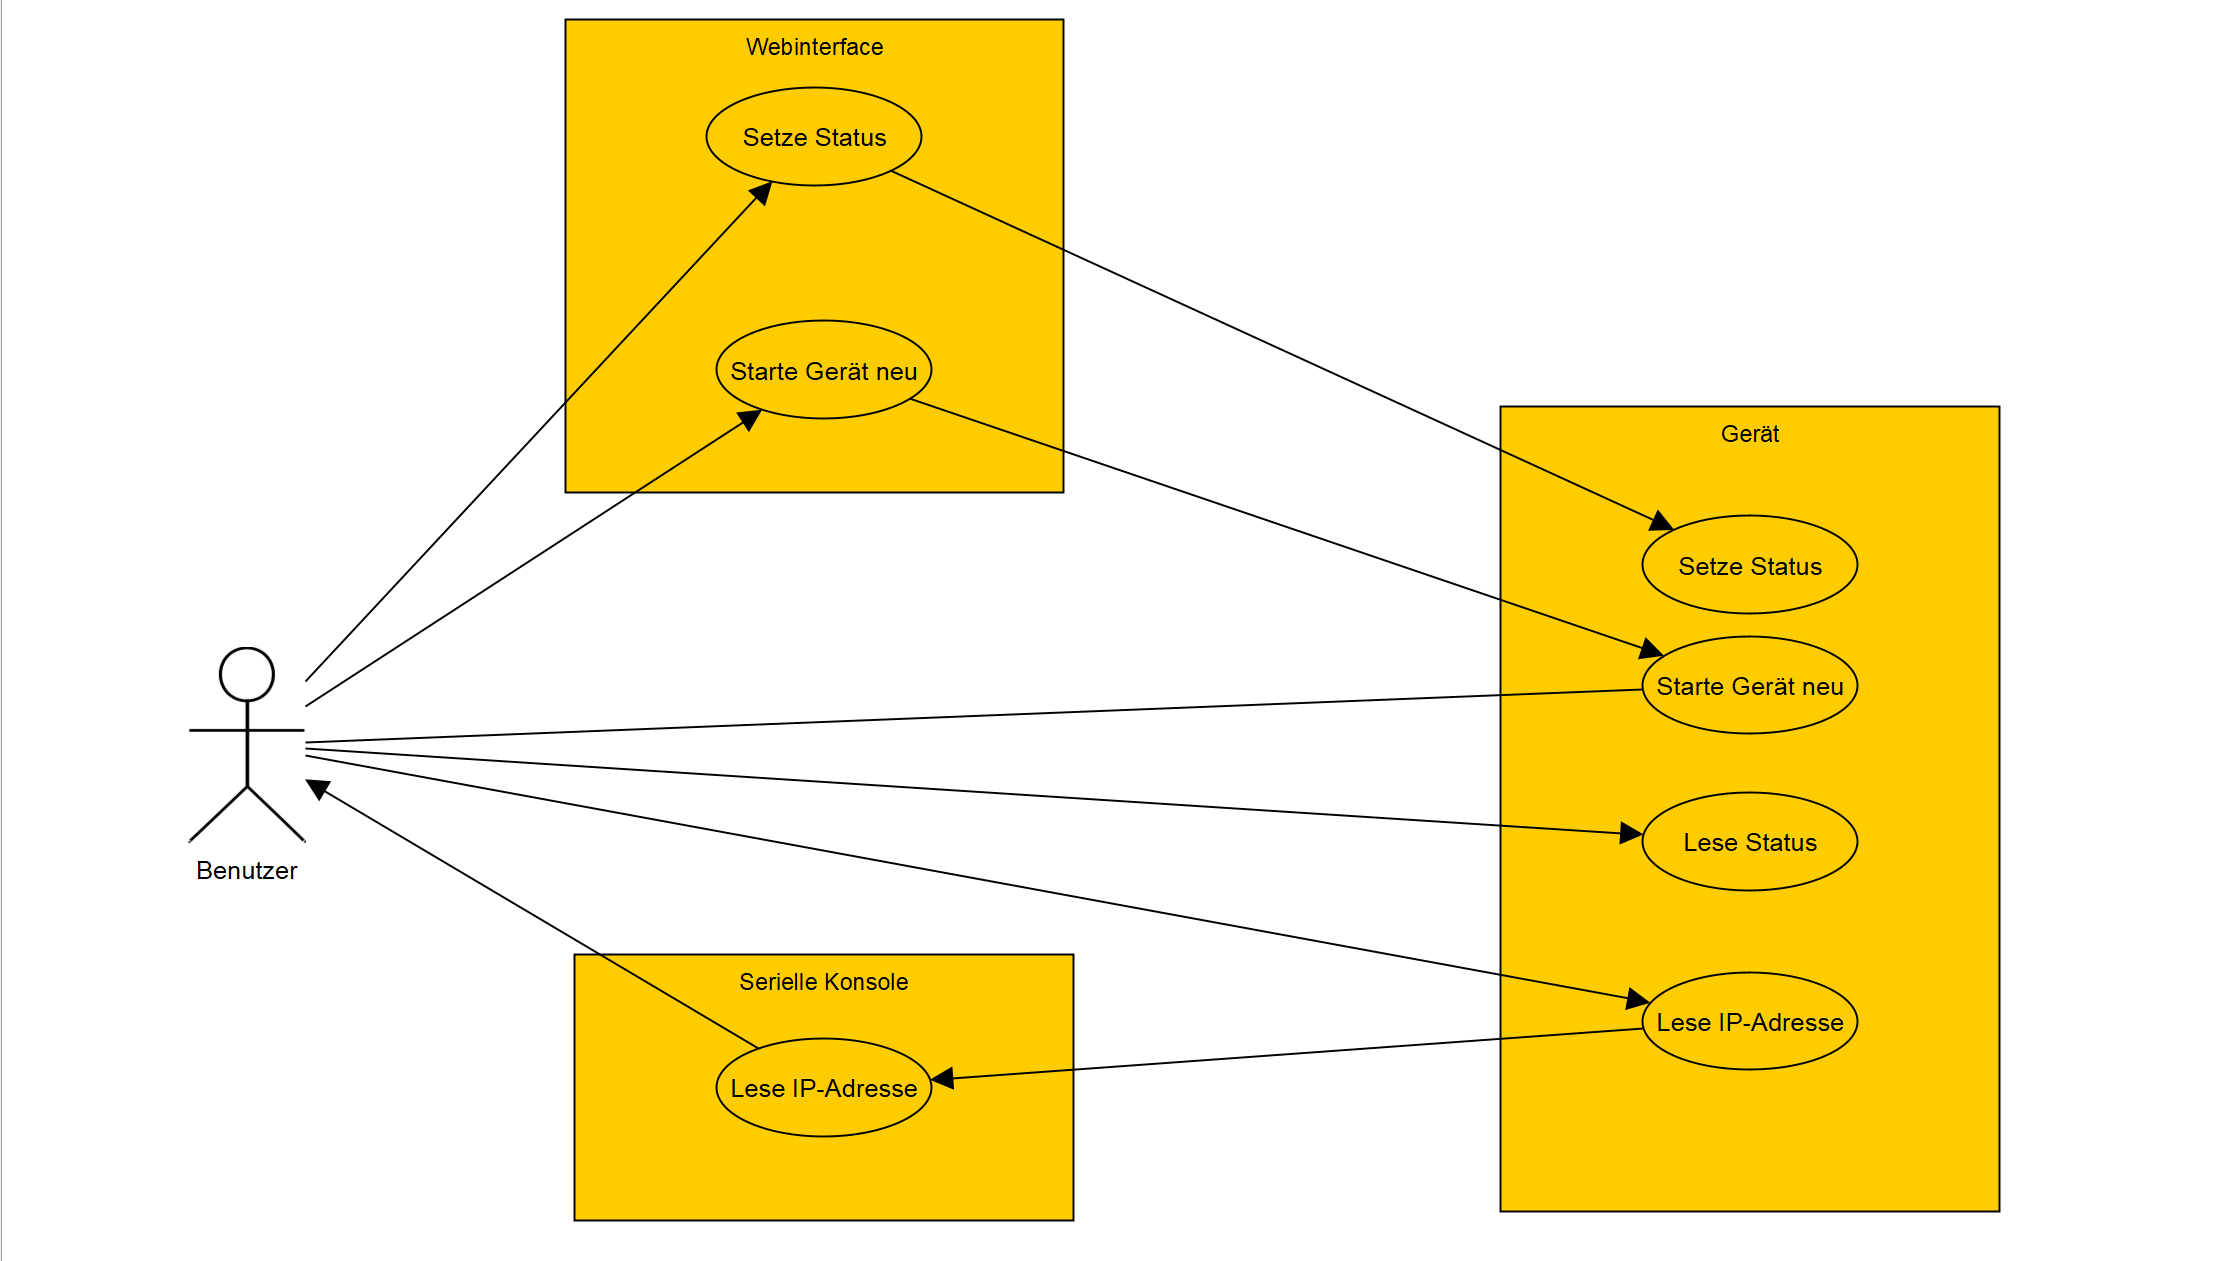 Webinterface
Setze Status
Starte Gerät neu
Gerät
Setze Status
Starte Gerät neu
Lese Status
Lese IP-Adresse
Benutzer
Serielle Konsole
Lese IP-Adresse